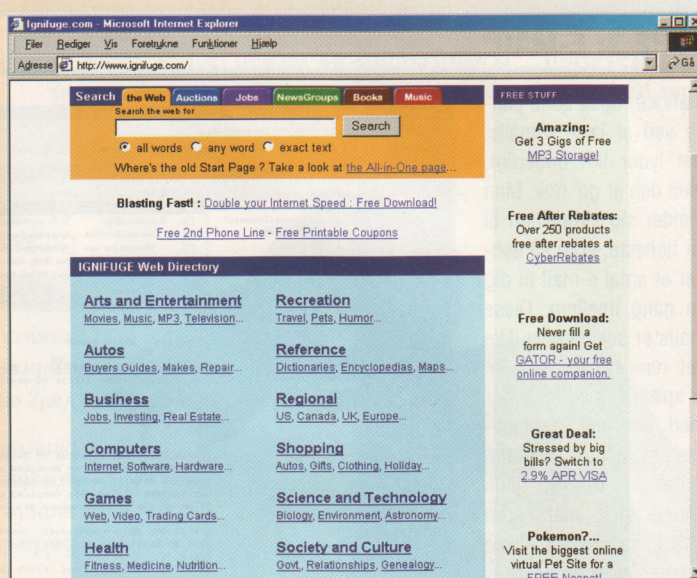 Ignifuge.com - Microsoft Internet Explorer
Filer Rediger Vis Foretrukne Funktioner Hjælp
Adresse http://www.ignifuge.com/ Gå
Search the Web Auctions Jobs NewsGroups Books Music
Search the web for
Search
all words any word exact text
Where's the old Start Page ? Take a look at the All-in-One page...
Blasting Fast! : Double your Internet Speed : Free Download!
Free 2nd Phone Line - Free Printable Coupons
IGNIFUGE Web Directory
Arts and Entertainment
Movies, Music, MP3, Television...
Autos
Buyers Guides, Makes, Repair...
Business
Jobs, Investing, Real Estate...
Computers
Internet, Software, Hardware...
Games
Web, Video, Trading Cards...
Health
Fitness, Medicine, Nutrition...
Recreation
Travel, Pets, Humor...
Reference
Dictionaries, Encyclopedias, Maps...
Regional
US, Canada, UK, Europe...
Shopping
Autos, Gifts, Clothing, Holiday...
Science and Technology
Biology, Environment, Astronomy...
Society and Culture
Govt., Relationships, Genealogy...
FREE STUFF
Amazing:
Get 3 Gigs of Free
MP3 Storage!
Free After Rebates:
Over 250 products
free after rebates at
CyberRebates
Free Download:
Never fill a
form again! Get
GATOR - your free
online companion.
Great Deal:
Stressed by big
bills? Switch to
2.9% APR VISA
Pokemon?...
Visit the biggest online
virtual Pet Site for a
FREE Neopet!